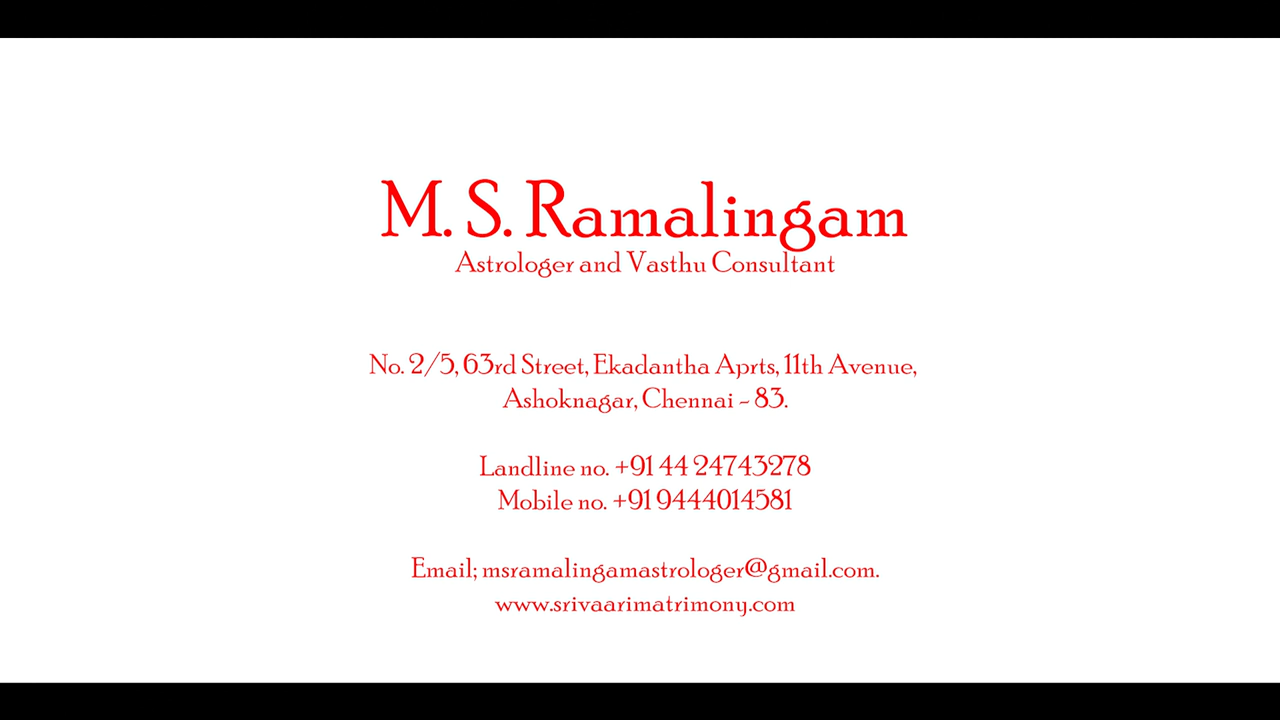 M. S. Ramalingam
Astrologer and Vasthu Consultant
No. 2/5, 63rd Street, Ekadantha Aprts, 11th Avenue,
Ashoknagar, Chennai - 83.
Landline no. +91 44 24743278
Mobile no. +91 9444014581
Email; msramalingamastrologer@gmail.com.
www.srivaarimatrimony.com